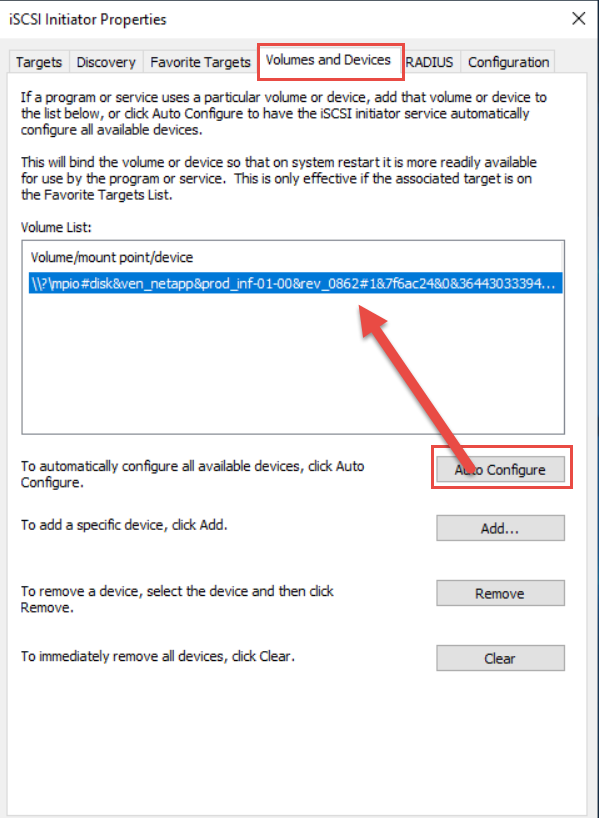 iSCSI Initiator Properties
Targets Discovery Favorite Targets Volumes and Devices RADIUS Configuration
If a program or service uses a particular volume or device, add that volume or device to
the list below, or click Auto Configure to have the iSCSI initiator service automatically
configure all available devices.
This will bind the volume or device so that on system restart it is more readily available
for use by the program or service.  This is only effective if the associated target is on
the Favorite Targets List.
Volume List:
Volume/mount point/device
\\?\mpio#disk&ven_netapp&prod_inf-01-00&rev_0862#1&7f6ac24&0&36443033394...
To automatically configure all available devices, click Auto
Configure.
Auto Configure
To add a specific device, click Add.
Add...
To remove a device, select the device and then click
Remove.
Remove
To immediately remove all devices, click Clear.
Clear